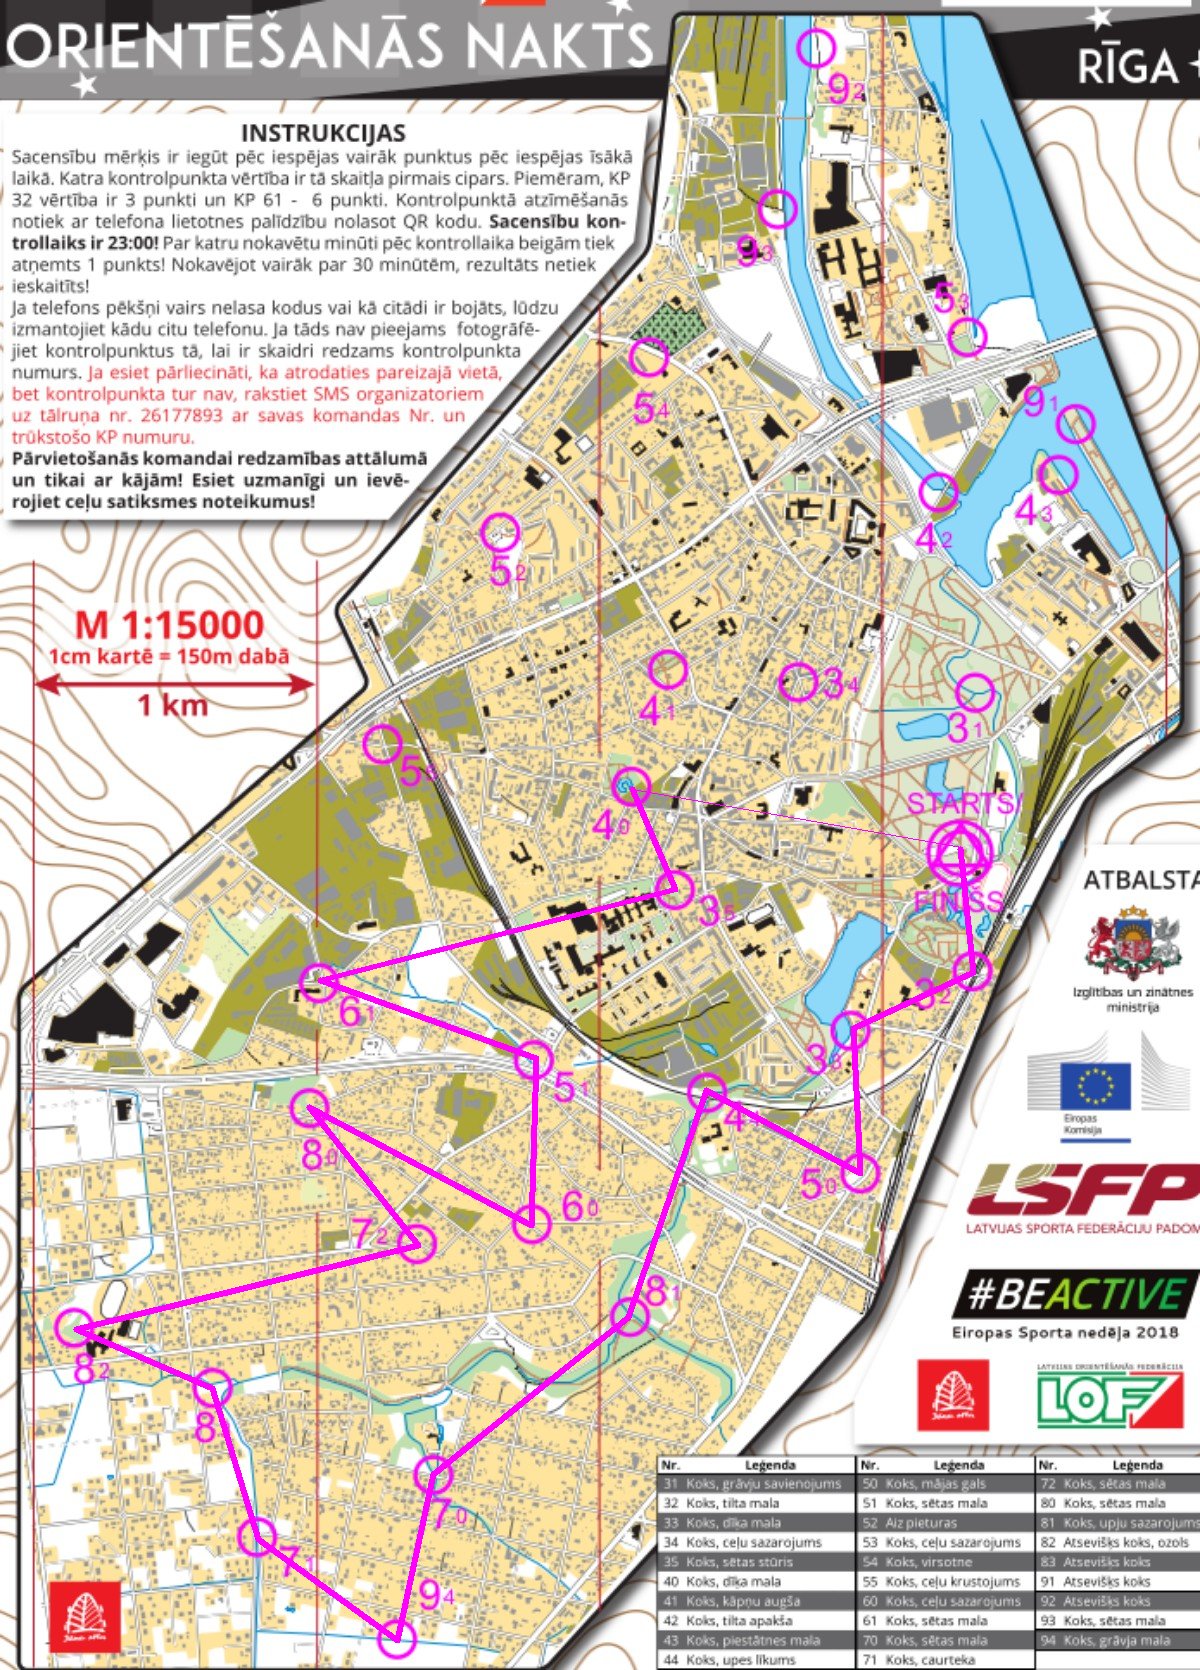 ORIENTĒŠANĀS NAKTS
RĪGA
INSTRUKCIJAS
Sacensību mērķis ir iegūt pēc iespējas vairāk punktus pēc iespējas īsākā
laikā. Katra kontrolpunkta vērtība ir tā skaitļa pirmais cipars. Piemēram, KP
32 vērtība ir 3 punkti un KP 61 - 6 punkti. Kontrolpunktā atzīmēšanās
notiek ar telefona lietotnes palīdzību nolasot QR kodu. Sacensību kon-
trollaiks ir 23:00! Par katru nokavētu minūti pēc kontrollaika beigām tiek
atņemts 1 punkts! Nokavējot vairāk par 30 minūtēm, rezultāts netiek
ieskaitīts!
Ja telefons pēkšņi vairs nelasa kodus vai kā citādi ir bojāts, lūdzu
izmantojiet kādu citu telefonu. Ja tāds nav pieejams fotogrāfē-
jiet kontrolpunktus tā, lai ir skaidri redzams kontrolpunkta
numurs. Ja esiet pārliecināti, ka atrodaties pareizajā vietā,
bet kontrolpunkta tur nav, rakstiet SMS organizatoriem
uz tālruņa nr. 26177893 ar savas komandas Nr. un
trūkstošo KP numuru.
Pārvietošanās komandai redzamības attālumā
un tikai ar kājām! Esiet uzmanīgi un ievē-
rojiet ceļu satiksmes noteikumus!
M 1:15000
1cm kartē = 150m dabā
1 km
92
93
53
54
91
43
42
52
41
34
31
40
STARTS/
FINIŠS
35
32
61
33
51
44
80
50
60
72
81
82
8
70
71
94
ATBALSTA
Izglītības un zinātnes
ministrija
Eiropas
Komisija
LSFP
LATVIJAS SPORTA FEDERĀCIJU PADOM
#BEACTIVE
Eiropas Sporta nedēļa 2018
LATVIJAS ORIENTĒŠANĀS FEDERĀCIJA
LOF
Nr. Leģenda Nr. Leģenda Nr. Leģenda
31 Koks, grāvju savienojums 50 Koks, mājas gals 72 Koks, sētas mala
32 Koks, tilta mala 51 Koks, sētas mala 80 Koks, sētas mala
33 Koks, dīķa mala 52 Aiz pieturas 81 Koks, upju sazarojums
34 Koks, ceļu sazarojums 53 Koks, ceļu sazarojums 82 Atsevišķs koks, ozols
35 Koks, sētas stūris 54 Koks, virsotne 83 Atsevišķs koks
40 Koks, dīķa mala 55 Koks, ceļu krustojums 91 Atsevišķs koks
41 Koks, kāpņu augša 60 Koks, ceļu sazarojums 92 Atsevišķs koks
42 Koks, tilta apakša 61 Koks, sētas mala 93 Koks, sētas mala
43 Koks, piestātnes mala 70 Koks, sētas mala 94 Koks, grāvja mala
44 Koks, upes līkums 71 Koks, caurteka